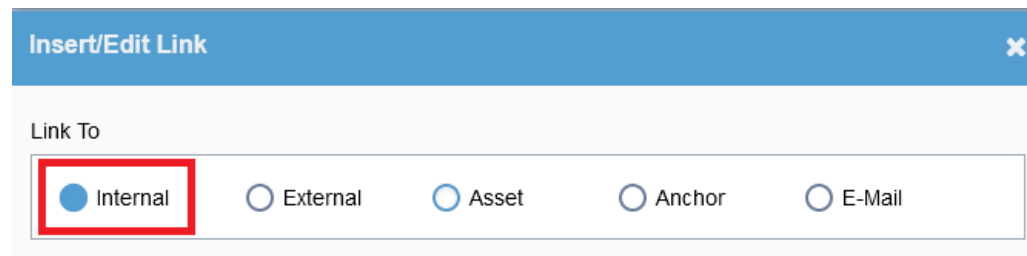 Insert/Edit Link
Link To
Internal External Asset Anchor E-Mail